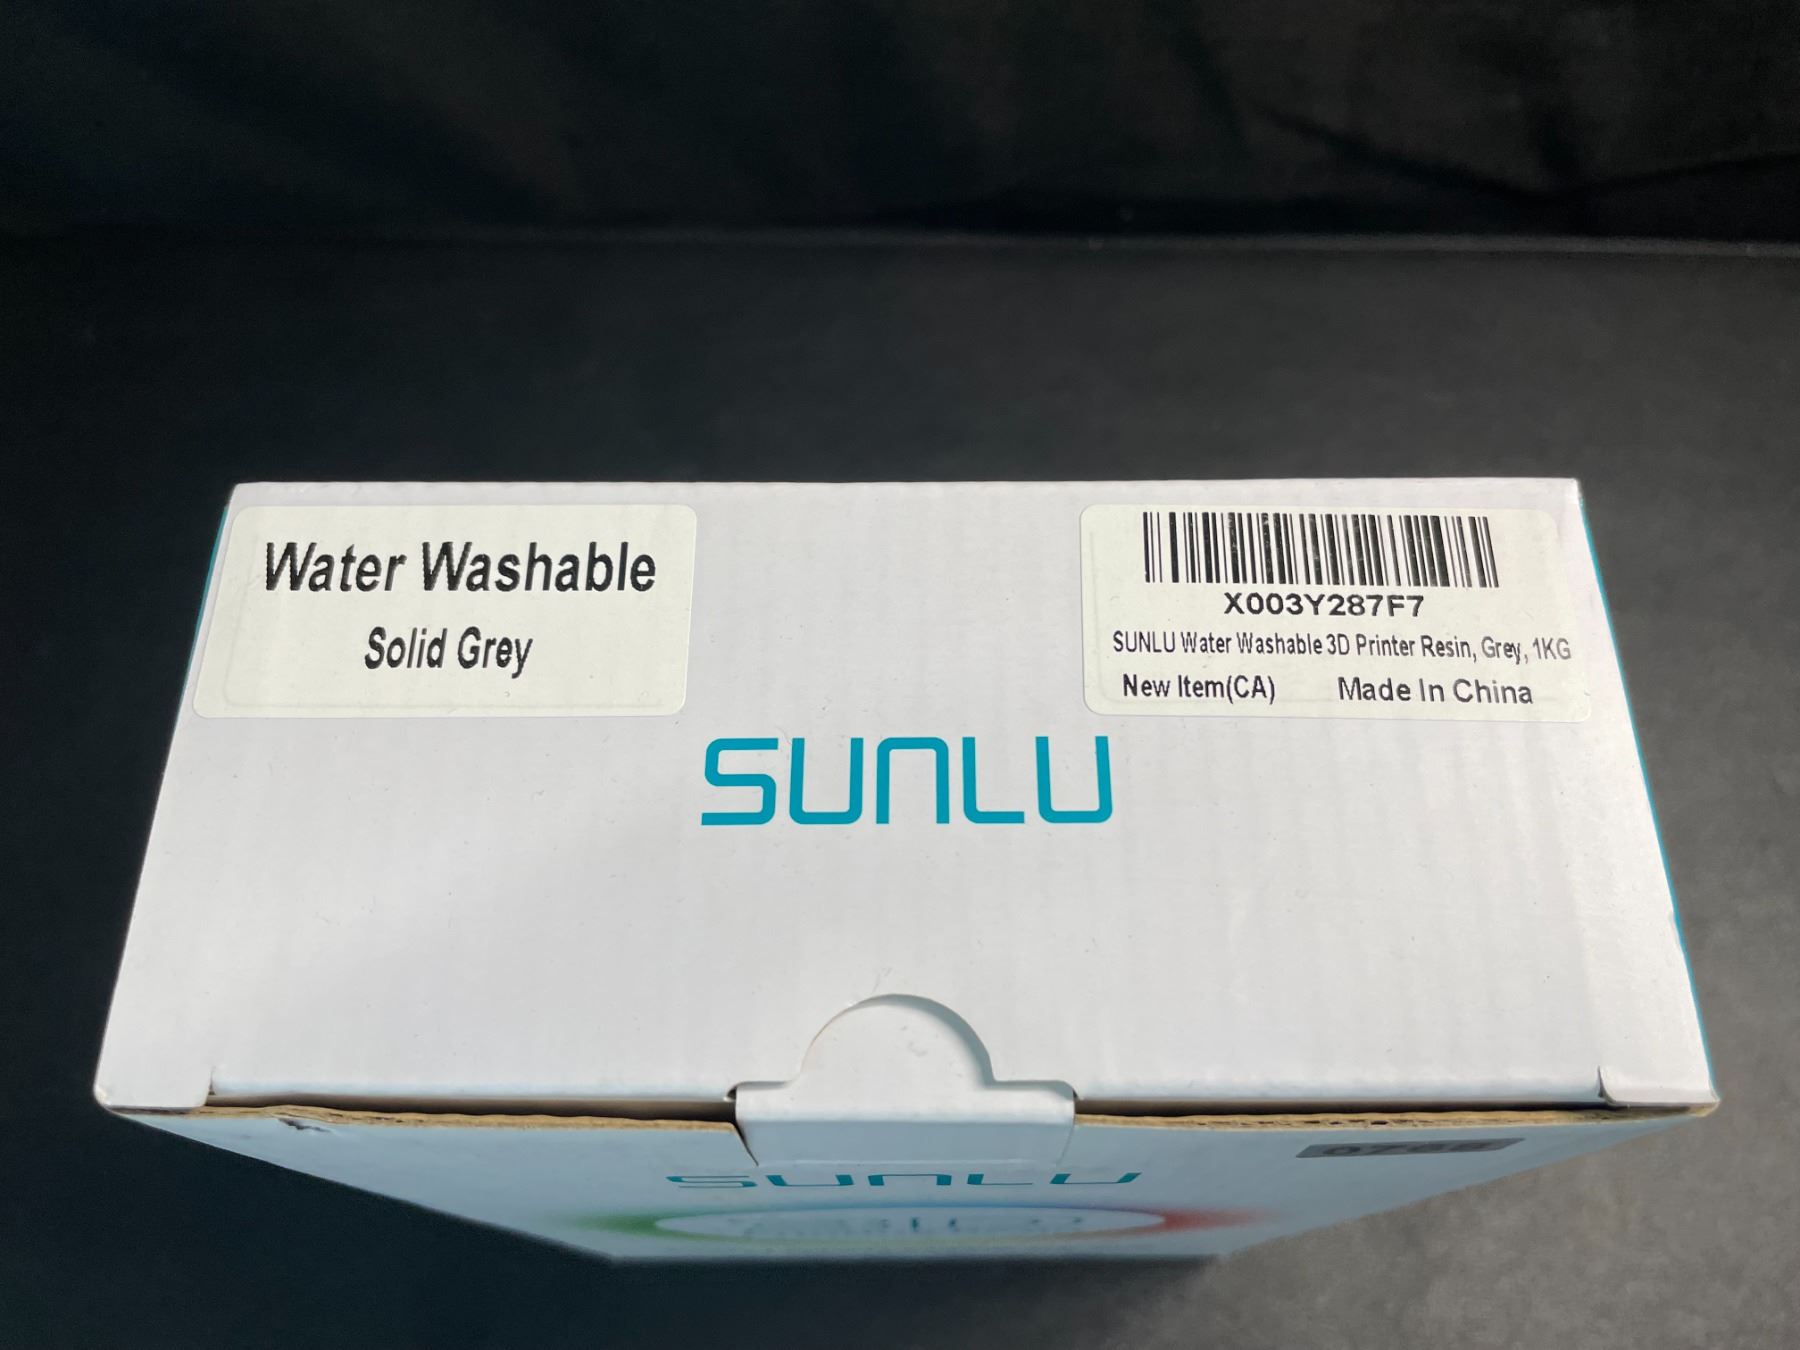 Water Washable
Solid Grey
X003Y287F7
SUNLU Water Washable 3D Printer Resin, Grey, 1KG
New Item(CA) Made In China
SUNLU
SUNLU